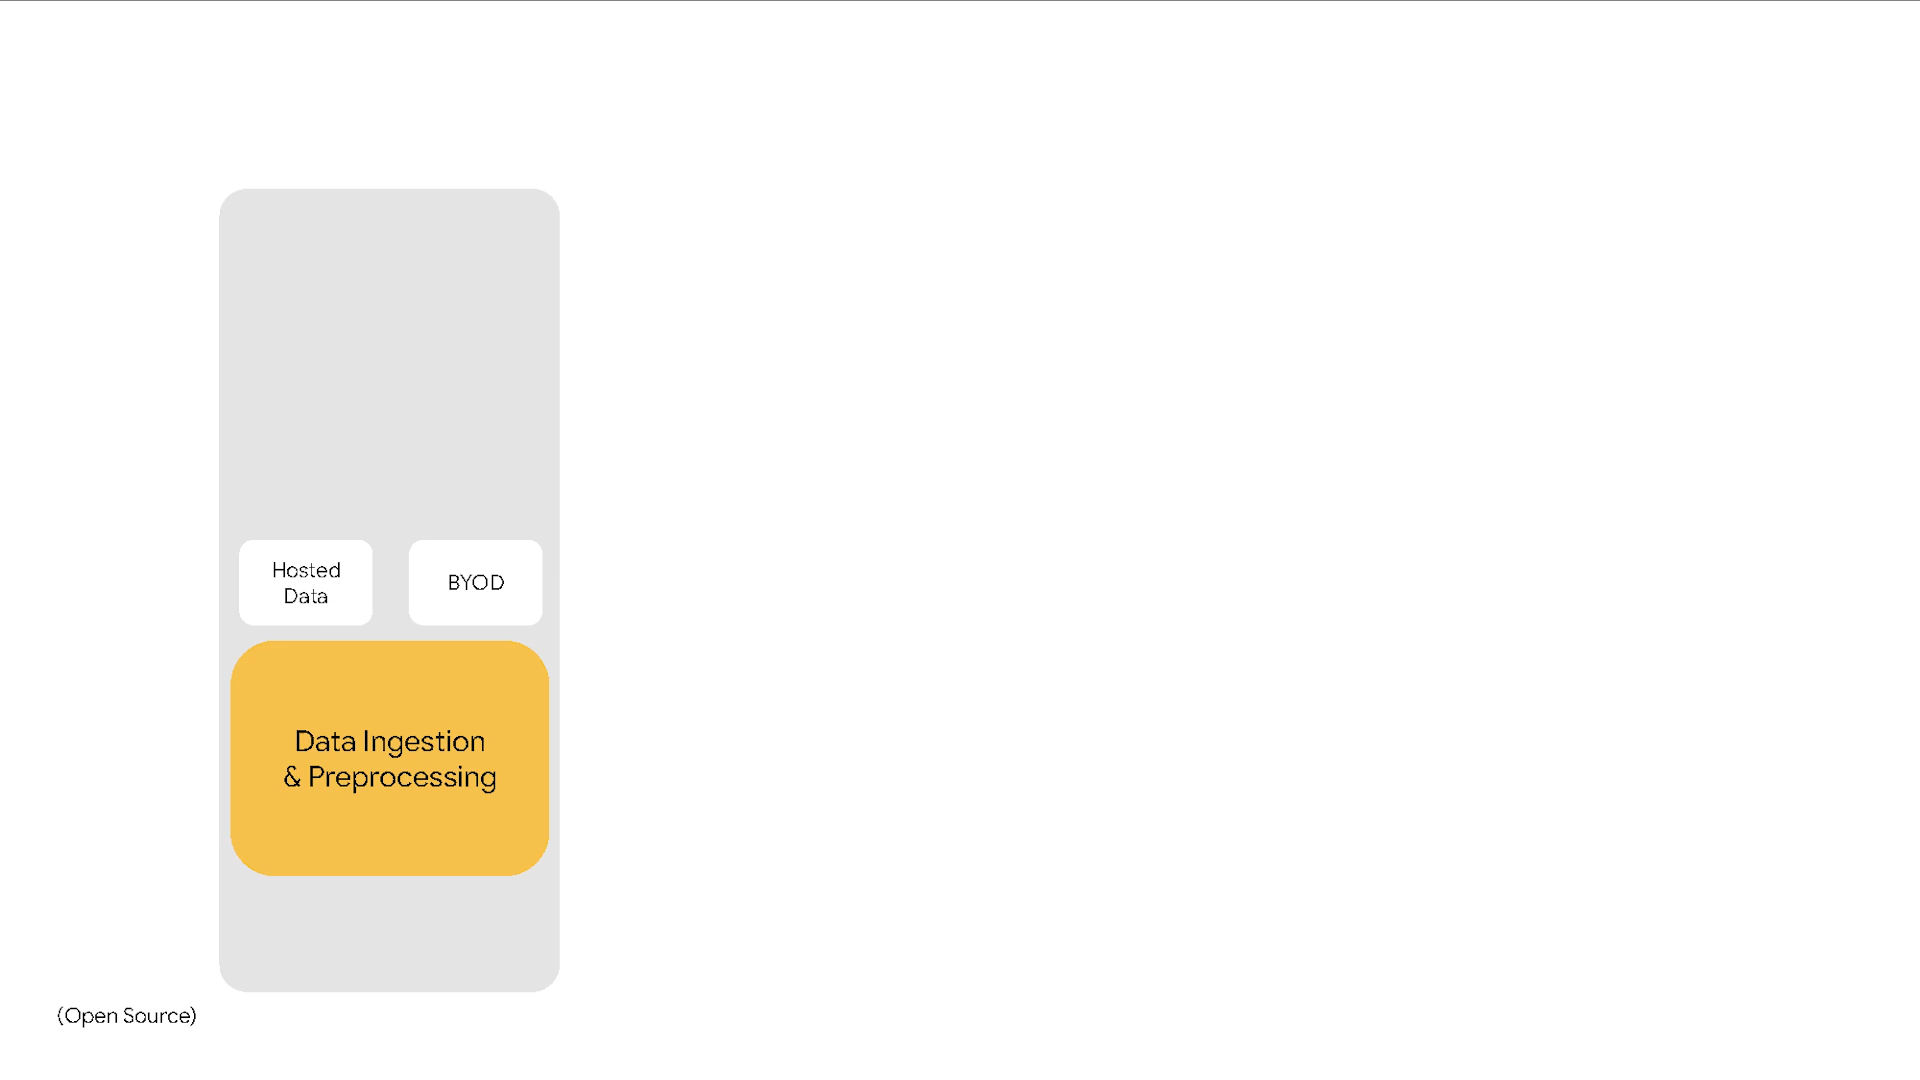 Hosted
Data
BYOD
Data Ingestion
& Preprocessing
(Open Source)